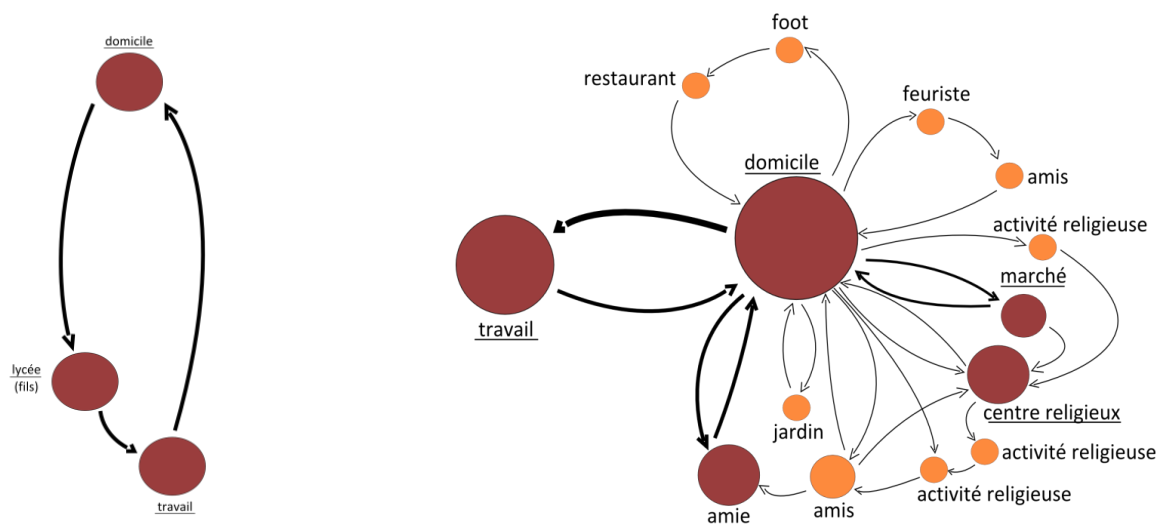 domicile
lycée
(fils)
travail
foot
restaurant
feuriste
domicile
amis
activité religieuse
marché
travail
centre religieux
jardin
activité religieuse
activité religieuse
amie
amis